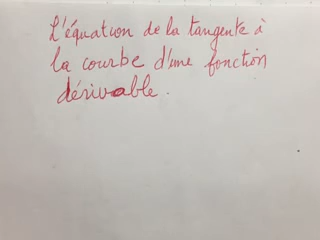 L'équation de la tangente à
la courbe d'une fonction
dérivable.